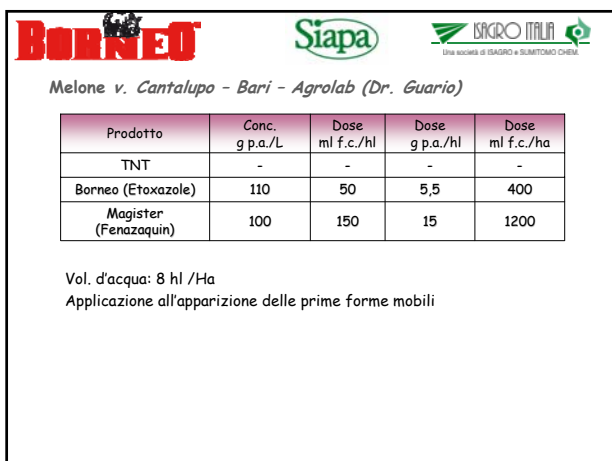 BORNEO
Siapa
ISAGRO ITALIA
Una società di ISAGRO e SUMITOMO CHEM.
Melone v. Cantalupo – Bari – Agrolab (Dr. Guario)
Prodotto Conc. g p.a./L Dose ml f.c./hl Dose g p.a./hl Dose ml f.c./ha
TNT - - - -
Borneo (Etoxazole) 110 50 5,5 400
Magister (Fenazaquin) 100 150 15 1200
Vol. d'acqua: 8 hl /Ha
Applicazione all'apparizione delle prime forme mobili